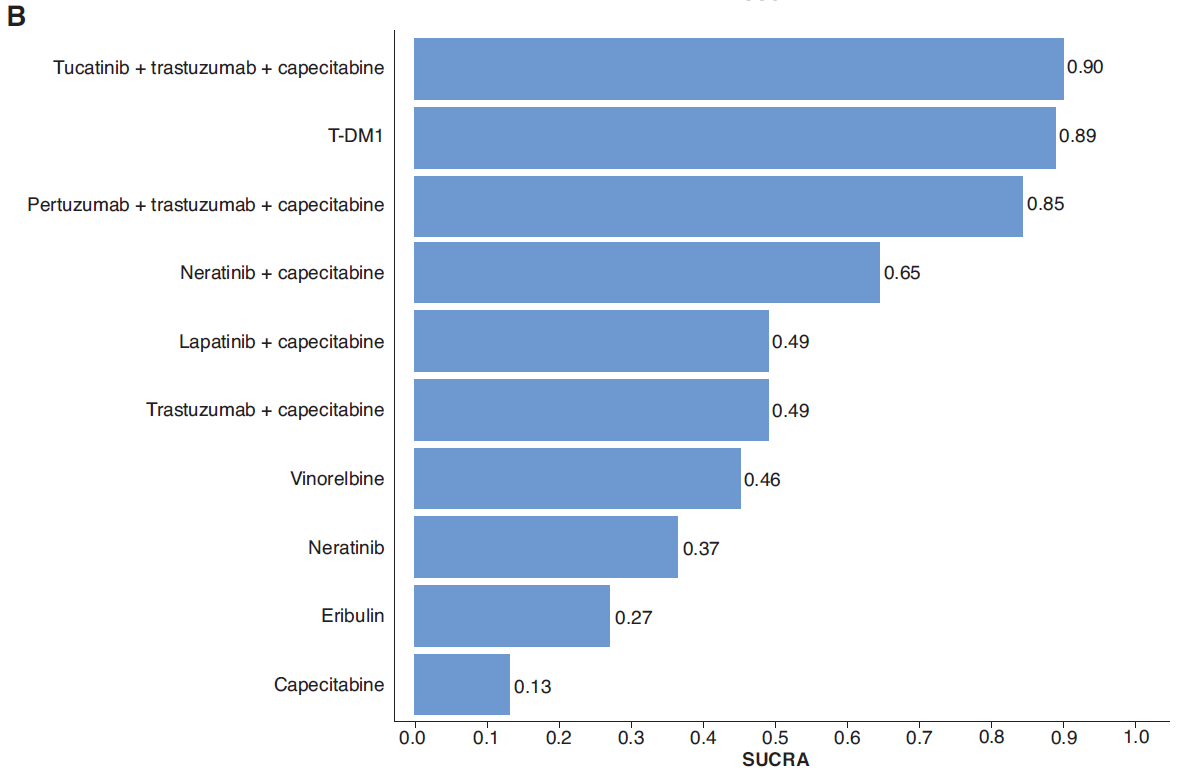 B
Tucatinib + trastuzumab + capecitabine 0.90
T-DM1 0.89
Pertuzumab + trastuzumab + capecitabine 0.85
Neratinib + capecitabine 0.65
Lapatinib + capecitabine 0.49
Trastuzumab + capecitabine 0.49
Vinorelbine 0.46
Neratinib 0.37
Eribulin 0.27
Capecitabine 0.13
0.0 0.1 0.2 0.3 0.4 0.5 0.6 0.7 0.8 0.9 1.0
SUCRA